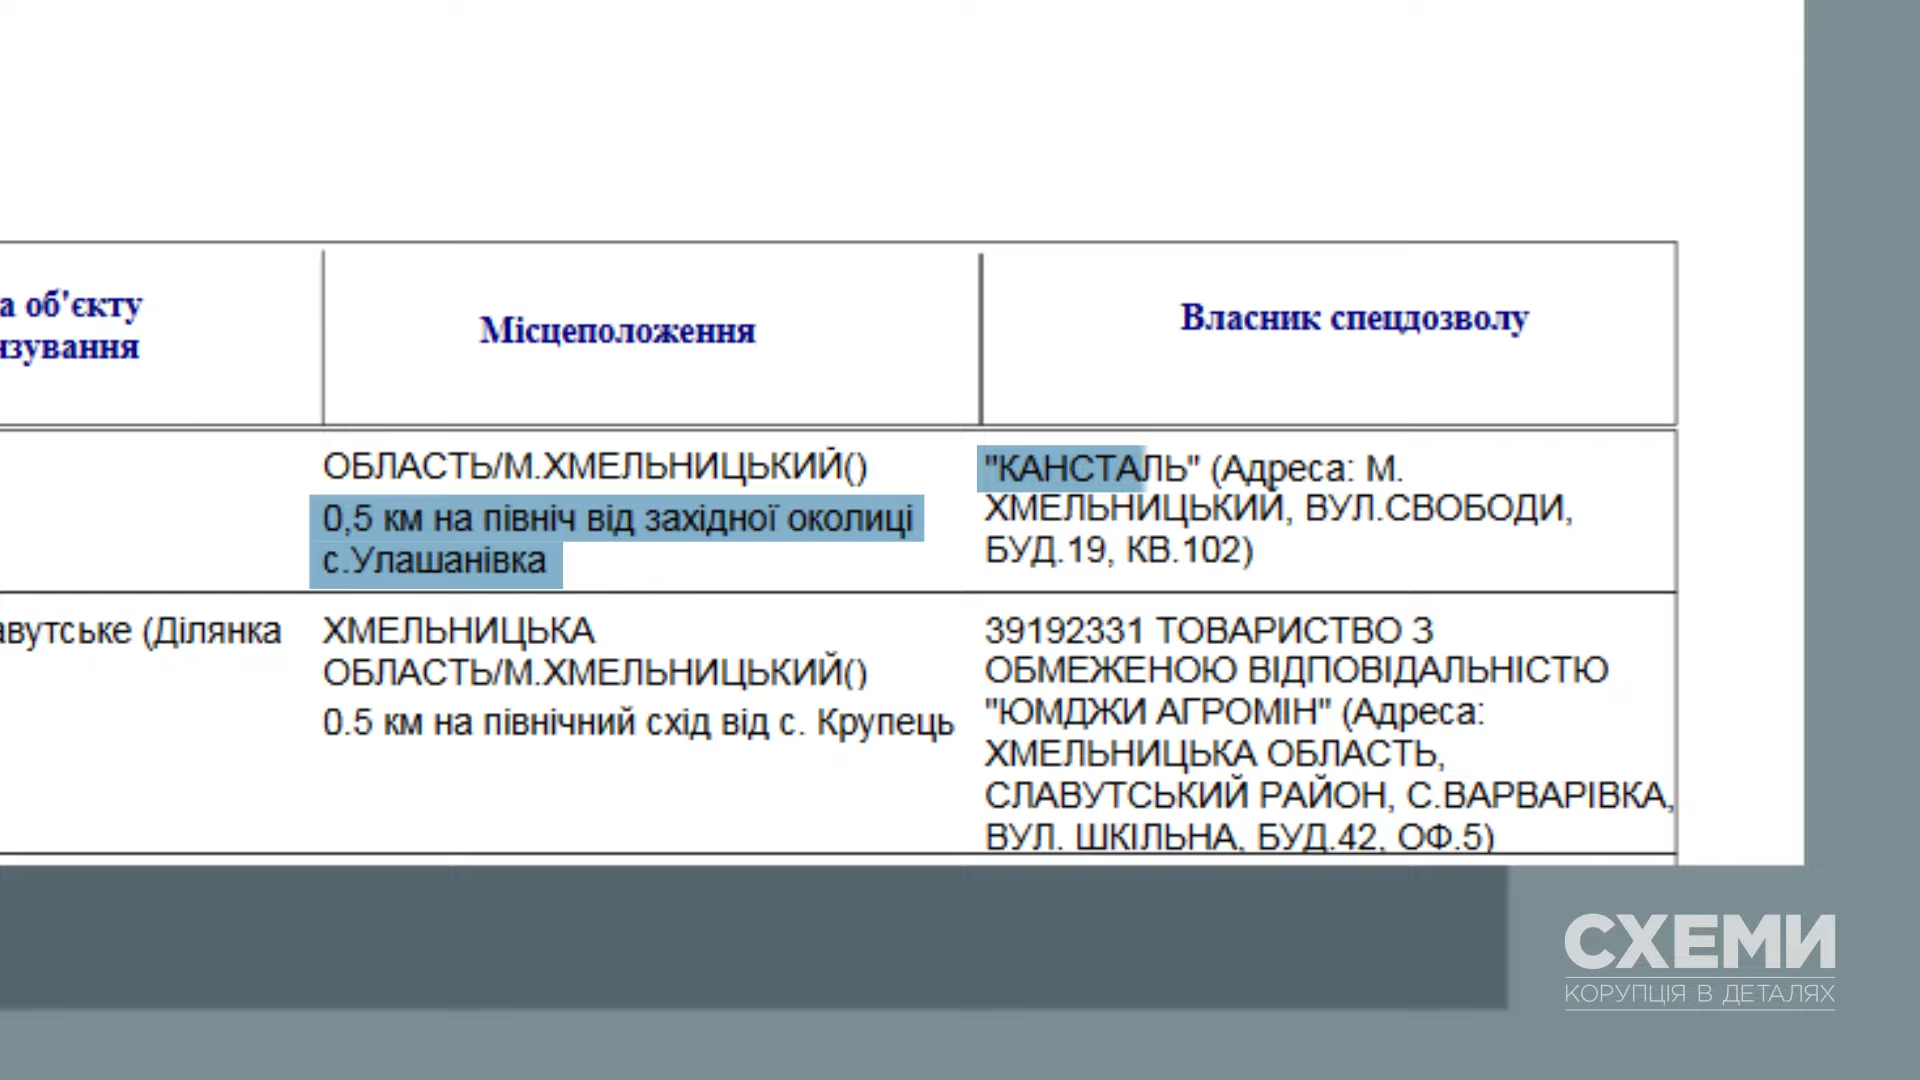 а об'єкту
нзування
Місцеположення
Власник спецдозволу
ОБЛАСТЬ/М.ХМЕЛЬНИЦЬКИЙ()
0,5 км на північ від західної околиці
с.Улашанівка
"КАНСТАЛЬ" (Адреса: М.
ХМЕЛЬНИЦЬКИЙ, ВУЛ.СВОБОДИ,
БУД.19, КВ.102)
авутське (Ділянка
ХМЕЛЬНИЦЬКА
ОБЛАСТЬ/М.ХМЕЛЬНИЦЬКИЙ()
0.5 км на північний схід від с. Крупець
39192331 ТОВАРИСТВО З
ОБМЕЖЕНОЮ ВІДПОВІДАЛЬНІСТЮ
"ЮМДЖИ АГРОМІН" (Адреса:
ХМЕЛЬНИЦЬКА ОБЛАСТЬ,
СЛАВУТСЬКИЙ РАЙОН, С.ВАРВАРІВКА,
ВУЛ. ШКІЛЬНА, БУД.42, ОФ.5)
СХЕМИ
КОРУПЦІЯ В ДЕТАЛЯХ